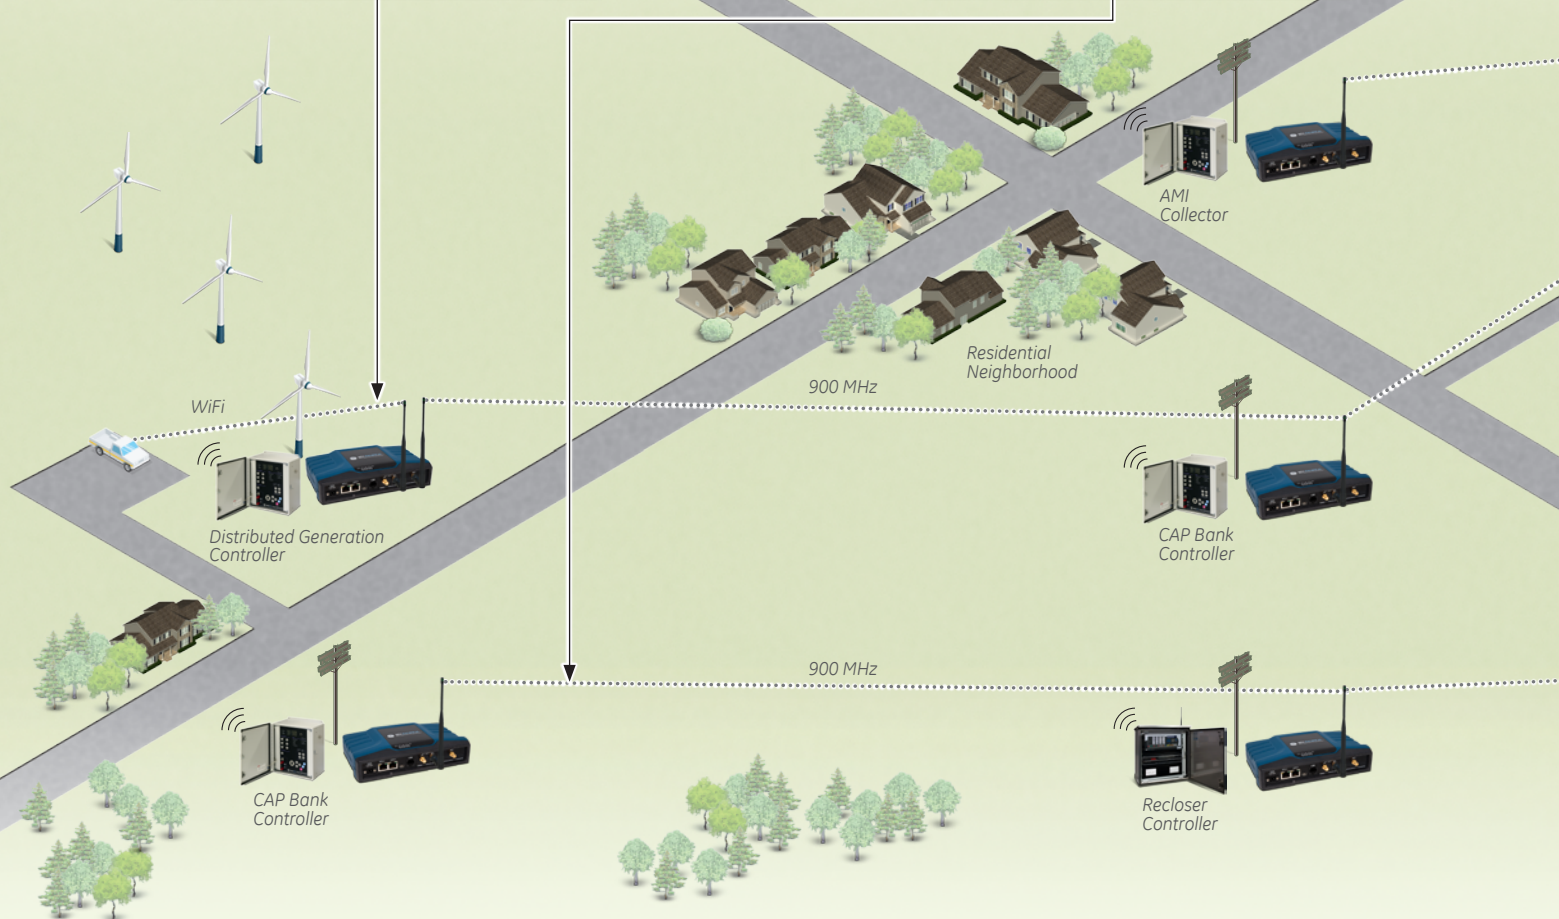 AMI
Collector
Residential
Neighborhood
900 MHz
WiFi
Distributed Generation
Controller
CAP Bank
Controller
900 MHz
CAP Bank
Controller
Recloser
Controller